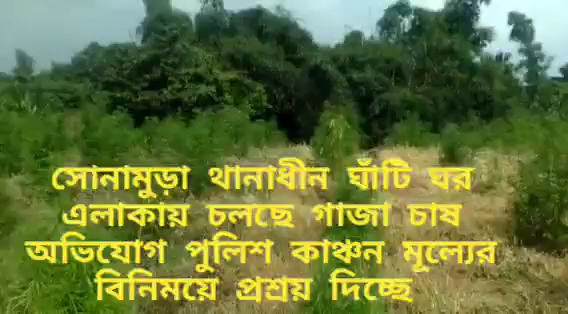 সোনামুড়া থানাধীন ঘাঁটি ঘর
এলাকায় চলছে গাজা চাষ
অভিযোগ পুলিশ কাঞ্চন মূল্যের
বিনিময়ে প্রশ্রয় দিচ্ছে